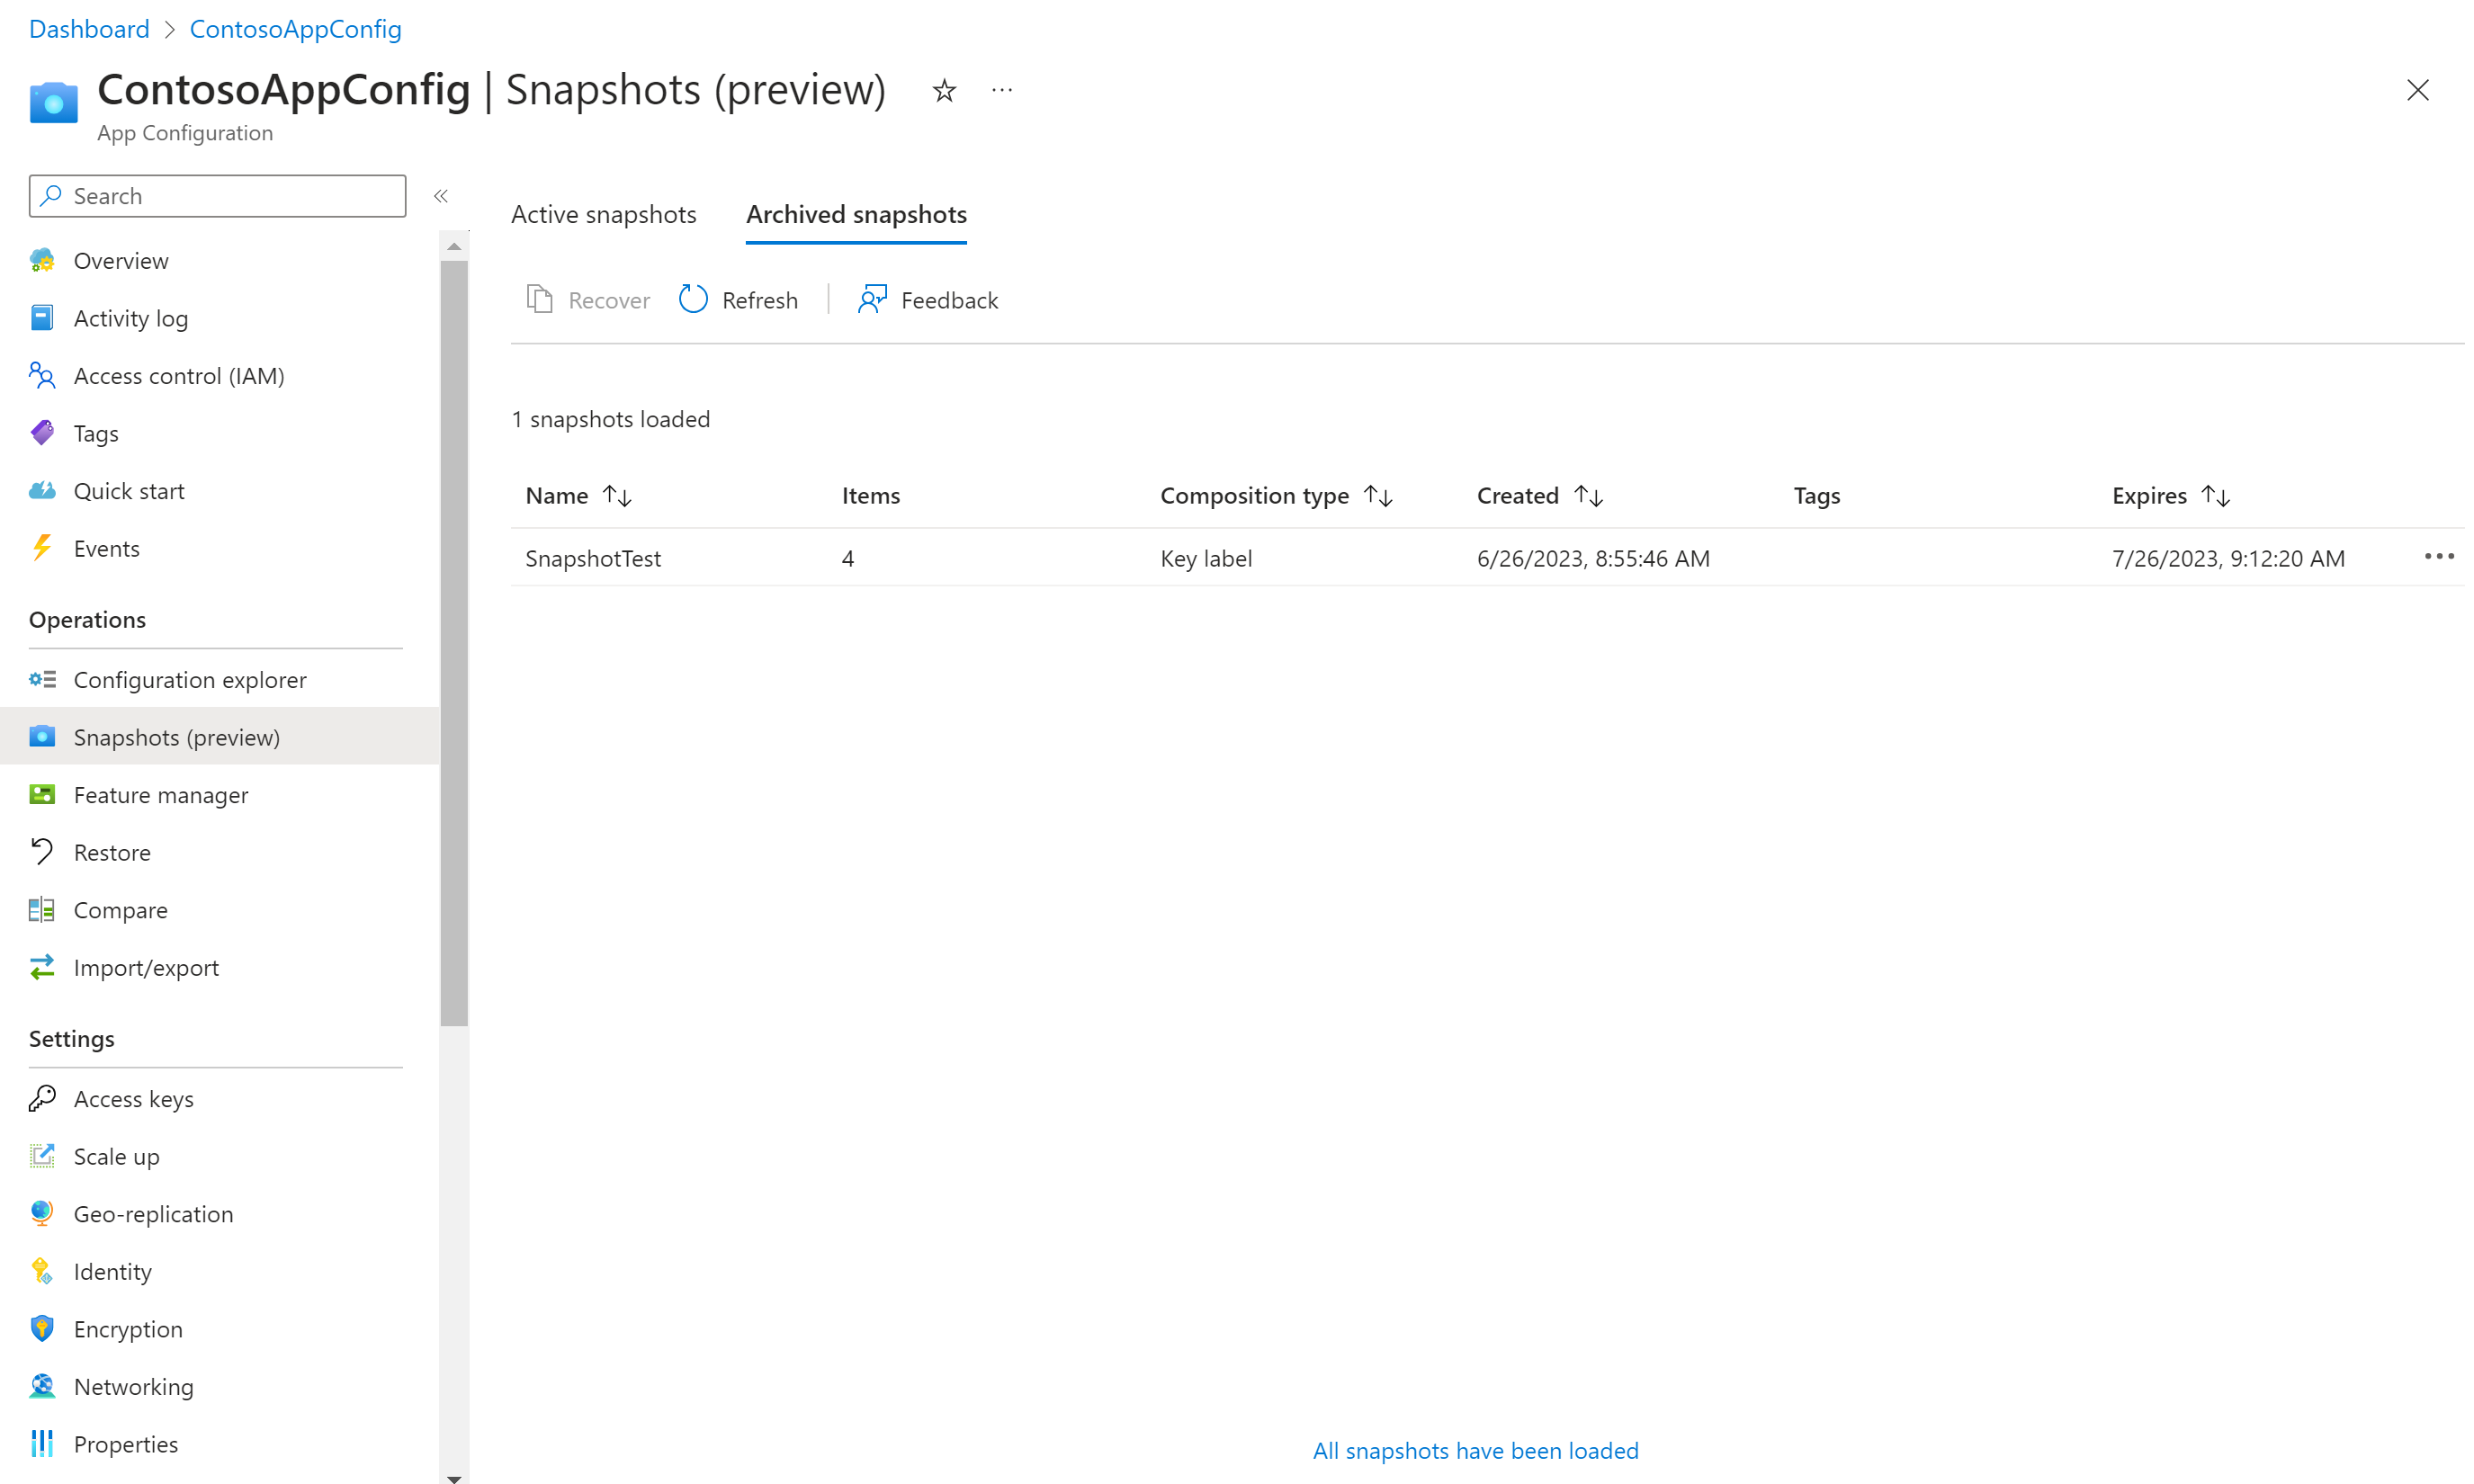 Dashboard > ContosoAppConfig
ContosoAppConfig | Snapshots (preview) ☆ ...
App Configuration
Search
«
Overview
Activity log
Access control (IAM)
Tags
Quick start
Events
Operations
Configuration explorer
Snapshots (preview)
Feature manager
Restore
Compare
Import/export
Settings
Access keys
Scale up
Geo-replication
Identity
Encryption
Networking
Properties
Active snapshots Archived snapshots
Recover Refresh | Feedback
1 snapshots loaded
Name ↑↓ Items Composition type ↑↓ Created ↑↓ Tags Expires ↑↓
SnapshotTest 4 Key label 6/26/2023, 8:55:46 AM 7/26/2023, 9:12:20 AM •••
All snapshots have been loaded